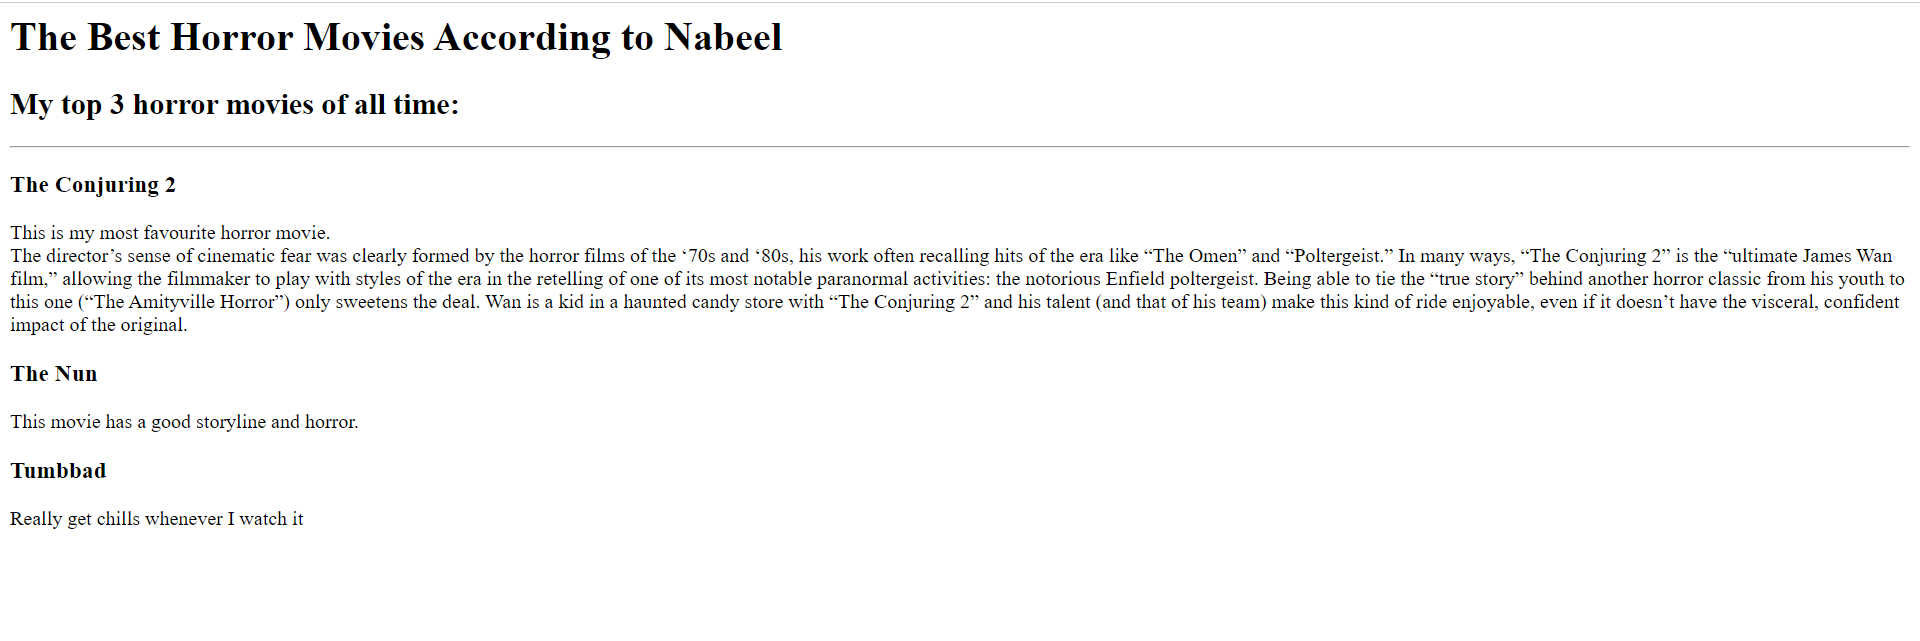 The Best Horror Movies According to Nabeel
My top 3 horror movies of all time:
The Conjuring 2
This is my most favourite horror movie.
The director’s sense of cinematic fear was clearly formed by the horror films of the ‘70s and ‘80s, his work often recalling hits of the era like “The Omen” and “Poltergeist.” In many ways, “The Conjuring 2” is the “ultimate James Wan
film,” allowing the filmmaker to play with styles of the era in the retelling of one of its most notable paranormal activities: the notorious Enfield poltergeist. Being able to tie the “true story” behind another horror classic from his youth to
this one (“The Amityville Horror”) only sweetens the deal. Wan is a kid in a haunted candy store with “The Conjuring 2” and his talent (and that of his team) make this kind of ride enjoyable, even if it doesn’t have the visceral, confident
impact of the original.
The Nun
This movie has a good storyline and horror.
Tumbbad
Really get chills whenever I watch it